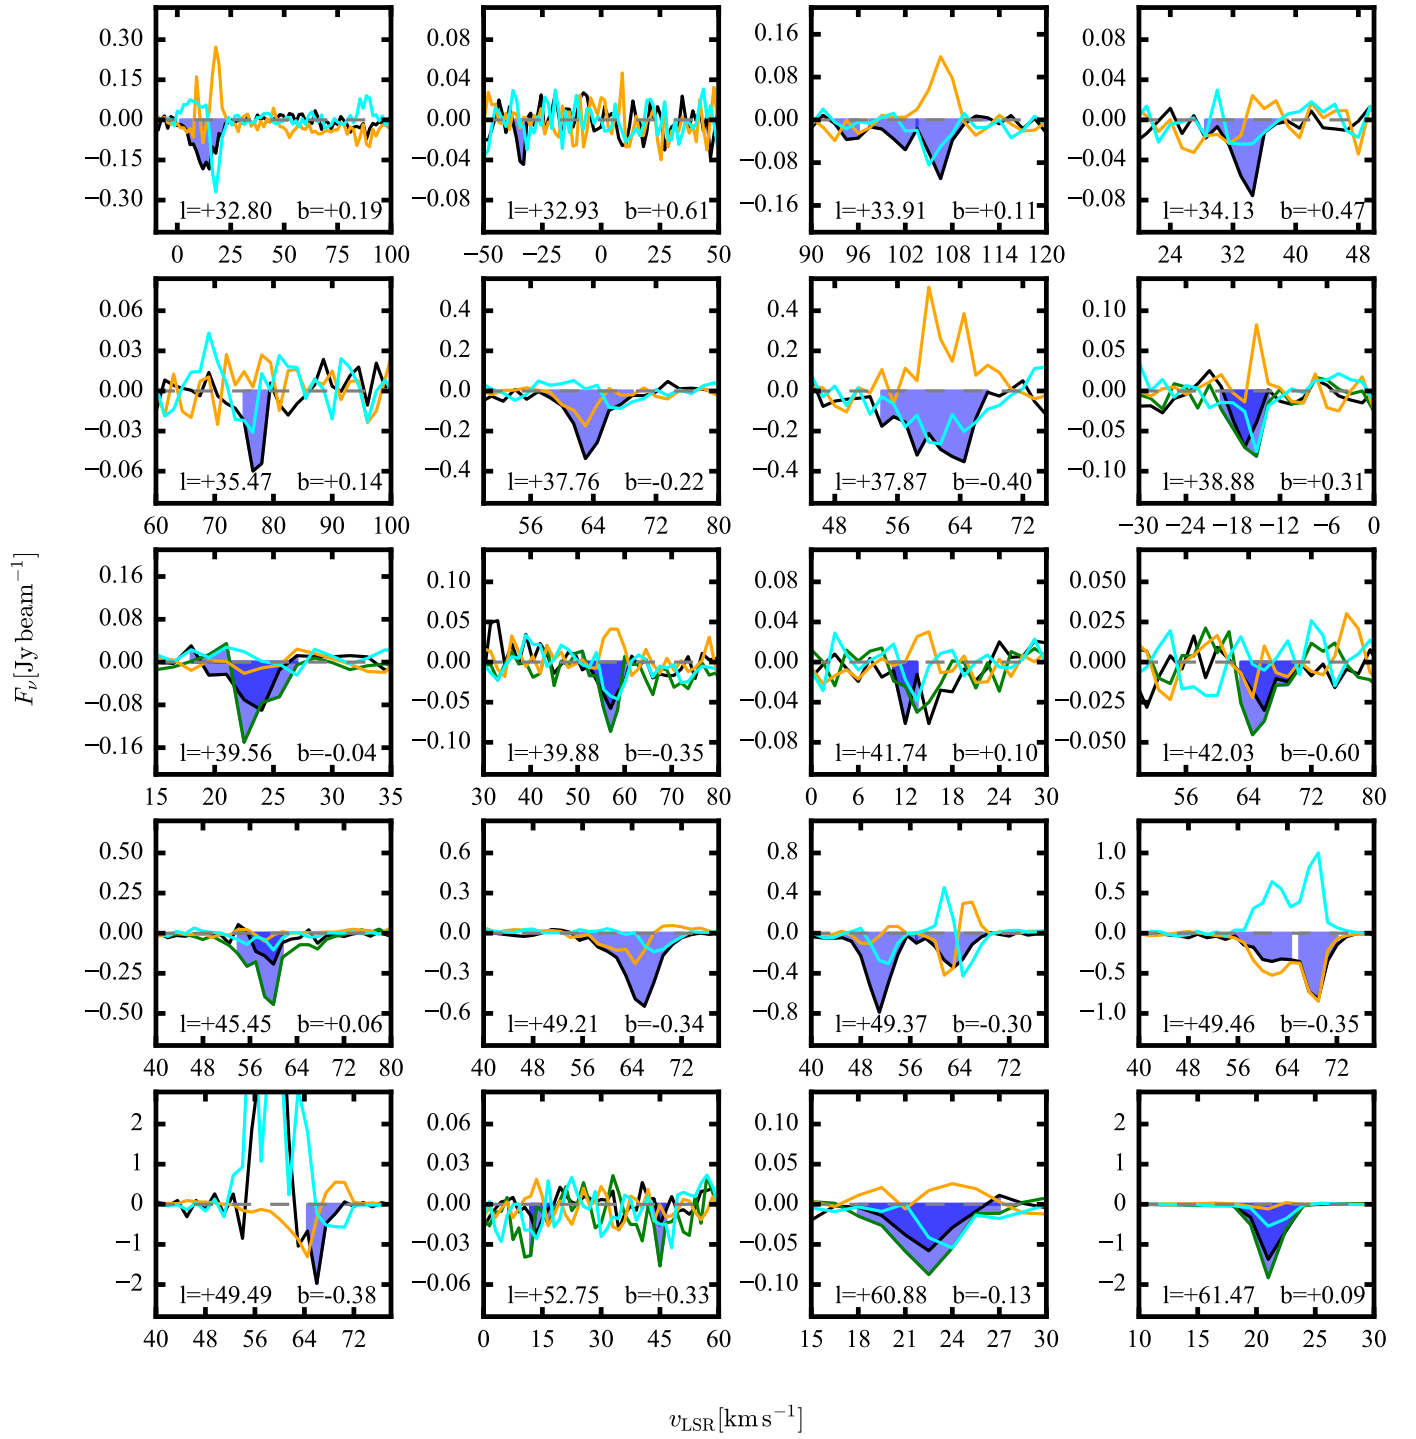 0.30 0.15 0.00 −0.15 −0.30
l=+32.80 b=+0.19
0 25 50 75 100
0.08 0.04 0.00 −0.04 −0.08
l=+32.93 b=+0.61
−50 −25 0 25 50
0.16 0.08 0.00 −0.08 −0.16
l=+33.91 b=+0.11
90 96 102 108 114 120
0.08 0.04 0.00 −0.04 −0.08
l=+34.13 b=+0.47
24 32 40 48
0.06 0.03 0.00 −0.03 −0.06
l=+35.47 b=+0.14
60 70 80 90 100
0.4 0.2 0.0 −0.2 −0.4
l=+37.76 b=-0.22
56 64 72 80
0.4 0.2 0.0 −0.2 −0.4
l=+37.87 b=-0.40
48 56 64 72
0.10 0.05 0.00 −0.05 −0.10
l=+38.88 b=+0.31
−30 −24 −18 −12 −6 0
F𝜈[Jy beam−1]
0.16 0.08 0.00 −0.08 −0.16
l=+39.56 b=-0.04
15 20 25 30 35
0.10 0.05 0.00 −0.05 −0.10
l=+39.88 b=-0.35
30 40 50 60 70 80
0.08 0.04 0.00 −0.04 −0.08
l=+41.74 b=+0.10
0 6 12 18 24 30
0.050 0.025 0.000 −0.025 −0.050
l=+42.03 b=-0.60
56 64 72 80
0.50 0.25 0.00 −0.25 −0.50
l=+45.45 b=+0.06
40 48 56 64 72 80
0.6 0.3 0.0 −0.3 −0.6
l=+49.21 b=-0.34
40 48 56 64 72
0.8 0.4 0.0 −0.4 −0.8
l=+49.37 b=-0.30
40 48 56 64 72
1.0 0.5 0.0 −0.5 −1.0
l=+49.46 b=-0.35
40 48 56 64 72
2 1 0 −1 −2
l=+49.49 b=-0.38
40 48 56 64 72
0.06 0.03 0.00 −0.03 −0.06
l=+52.75 b=+0.33
0 15 30 45 60
0.10 0.05 0.00 −0.05 −0.10
l=+60.88 b=-0.13
15 18 21 24 27 30
2 1 0 −1 −2
l=+61.47 b=+0.09
10 15 20 25 30
vLSR[km s−1]